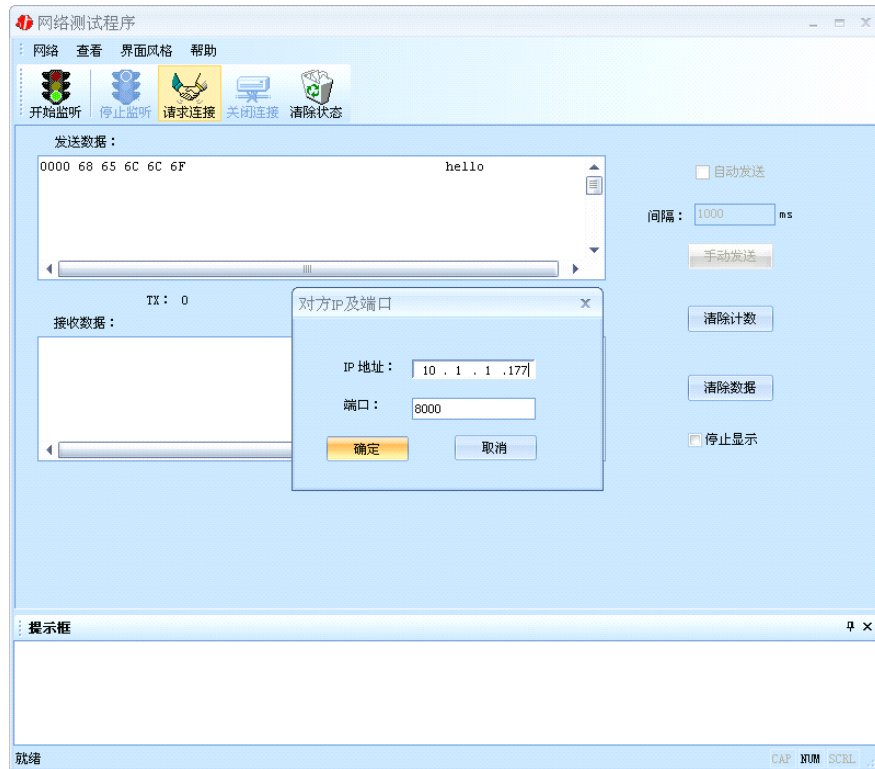 网络测试程序
网络 查看 界面风格 帮助
开始监听 停止监听 请求连接 关闭连接 清除状态
发送数据：
0000 68 65 6C 6C 6F hello
自动发送
间隔： 1000 ms
手动发送
TX: 0
接收数据：
清除计数
清除数据
停止显示
对方IP及端口
IP 地址： 10 . 1 . 1 .177
端口： 8000
确定 取消
提示框
就绪 CAP NUM SCRL